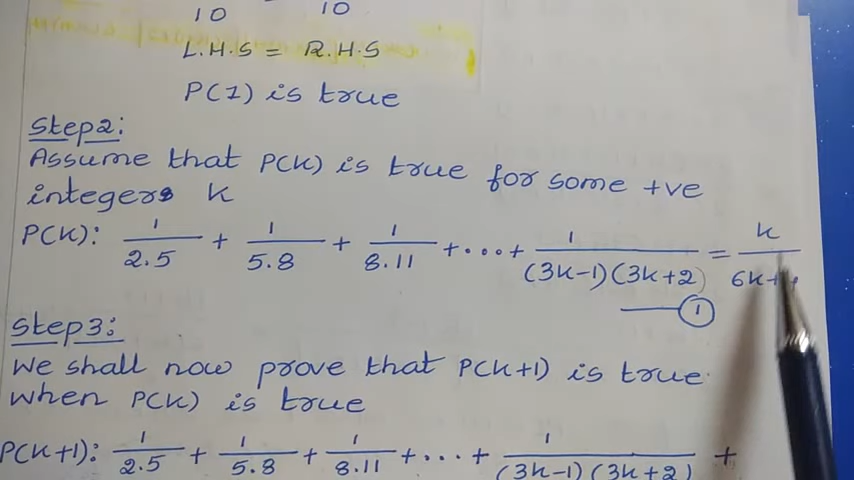 10 10
L.H.S = R.H.S
P(1) is true
Step2:
Assume that P(K) is true for some +ve
integers K
P(K): 1/2.5 + 1/5.8 + 1/8.11 + ... + 1/(3k-1)(3k+2) = k/6k+
1
Step3:
We shall now prove that P(K+1) is true
when P(K) is true
P(K+1): 1/2.5 + 1/5.8 + 1/8.11 + ... + 1/(3k-1)(3k+2) +